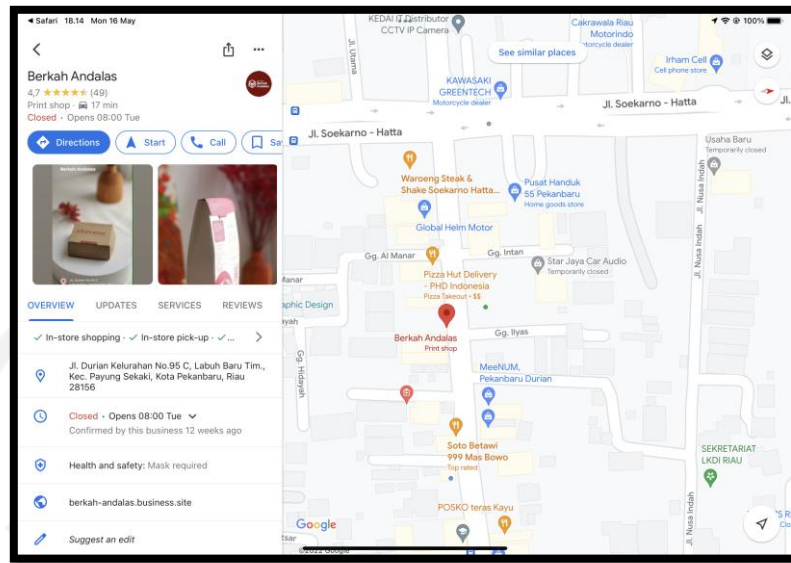 Safari 18.14 Mon 16 May
100%
Berkah Andalas
4,7 (49)
Print shop · 17 min
Closed · Opens 08:00 Tue
Directions
Start
Call
OVERVIEW UPDATES SERVICES REVIEWS
In-store shopping · In-store pick-up ·
Jl. Durian Kelurahan No.95 C, Labuh Baru Tim.,
Kec. Payung Sekaki, Kota Pekanbaru, Riau
28156
Closed · Opens 08:00 Tue
Confirmed by this business 12 weeks ago
Health and safety: Mask required
berkah-andalas.business.site
Suggest an edit
KEDAI IT Distributor
CCTV IP Camera
Cakrawala Riau
Motorindo
Motorcycle dealer
See similar places
Irham Cell
Cell phone store
Jl. Utama
KAWASAKI
GREENTECH
Motorcycle dealer
Jl. Soekarno - Hatta
Jl. Soekarno - Hatta
Usaha Baru
Temporarily closed
Waroeng Steak &
Shake Soekarno Hatta...
Pusat Handuk
55 Pekanbaru
Home goods store
Jl. Nusa Indah
Global Helm Motor
Gg. Al Manar
Gg. Intan
Star Jaya Car Audio
Temporarily closed
Jl. Nusa Indah
Pizza Hut Delivery
- PHD Indonesia
Pizza Takeout · $$
Berkah Andalas
Print shop
Gg. Ilyas
Gg. Hidayah
MeeNUM,
Pekanbaru Durian
Soto Betawi
999 Mas Bowo
Top rated
SEKRETARIAT
LKDI RIAU
POSKO teras Kayu
Jl. Nusa Indah
Google
©2022 Google